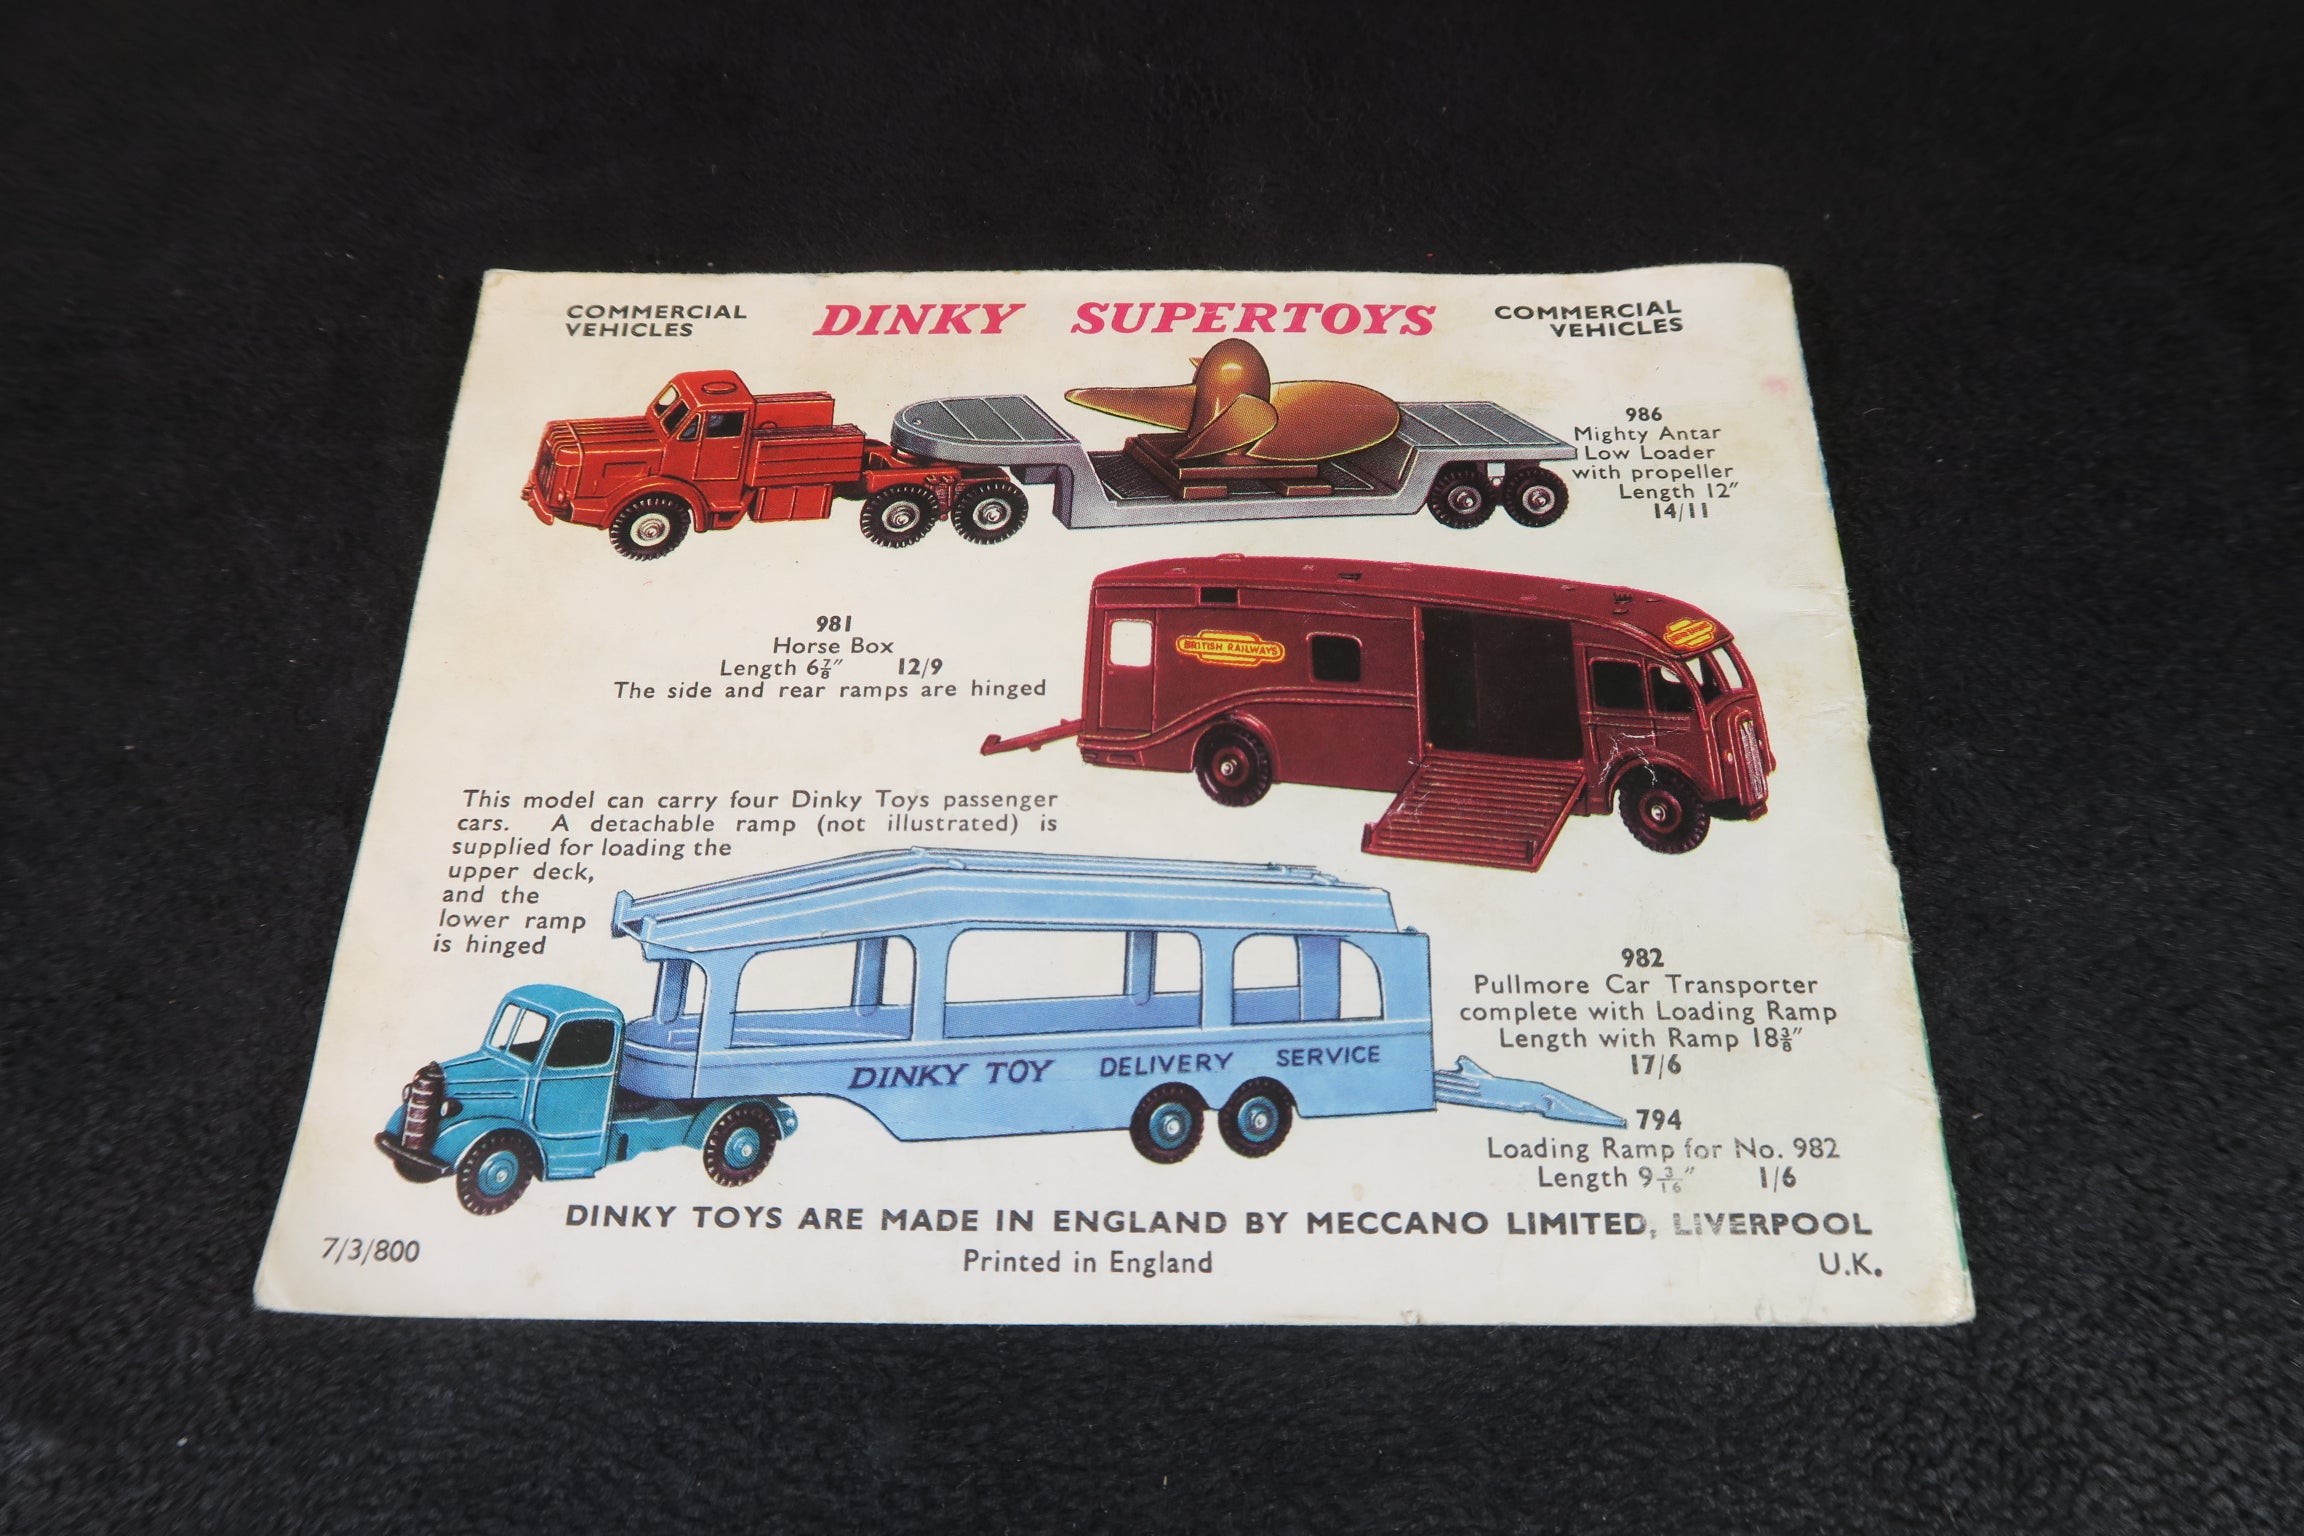 COMMERCIAL
VEHICLES
DINKY SUPERTOYS
COMMERCIAL
VEHICLES
986
Mighty Antar
Low Loader
with propeller
Length 12″
14/11
981
Horse Box
Length 6⅞″ 12/9
The side and rear ramps are hinged
BRITISH RAILWAYS
This model can carry four Dinky Toys passenger
cars. A detachable ramp (not illustrated) is
supplied for loading the
upper deck,
and the
lower ramp
is hinged
982
Pullmore Car Transporter
complete with Loading Ramp
Length with Ramp 18⅜″
17/6
DINKY TOY DELIVERY SERVICE
794
Loading Ramp for No. 982
Length 9 3/16″ 1/6
DINKY TOYS ARE MADE IN ENGLAND BY MECCANO LIMITED, LIVERPOOL
7/3/800
Printed in England
U.K.